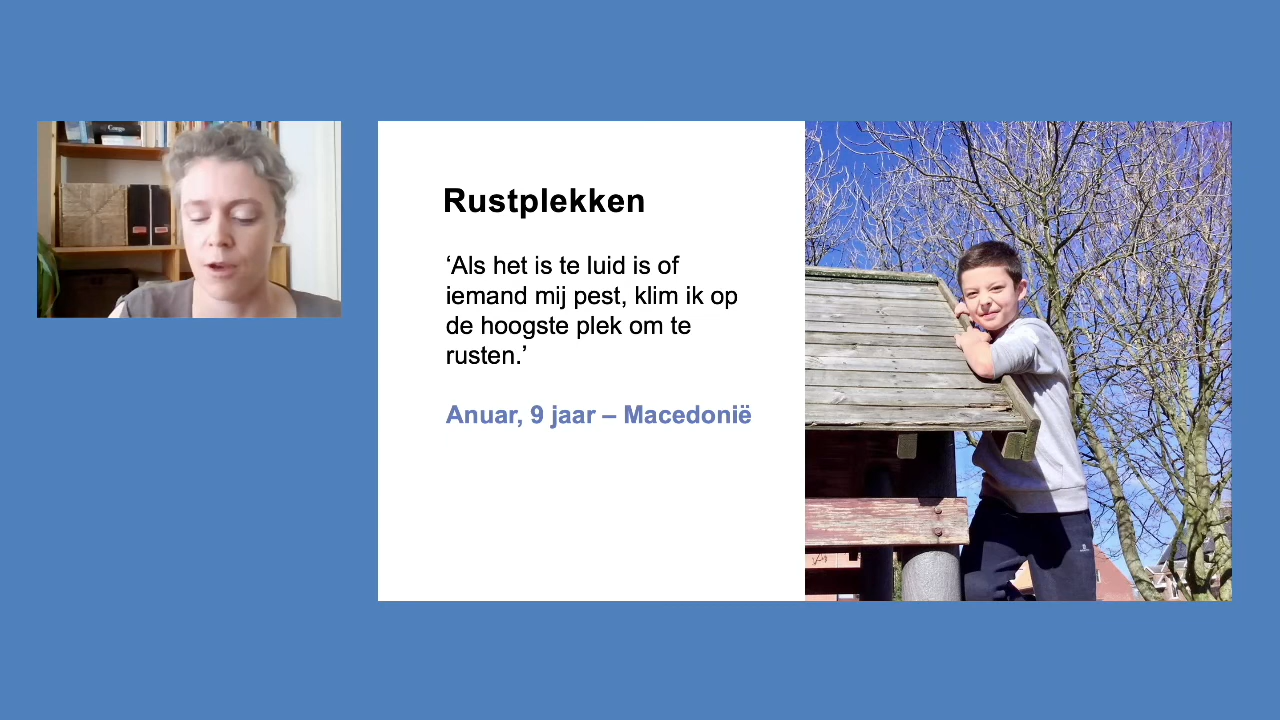 Rustplekken
‘Als het is te luid is of
iemand mij pest, klim ik op
de hoogste plek om te
rusten.’
Anuar, 9 jaar – Macedonië